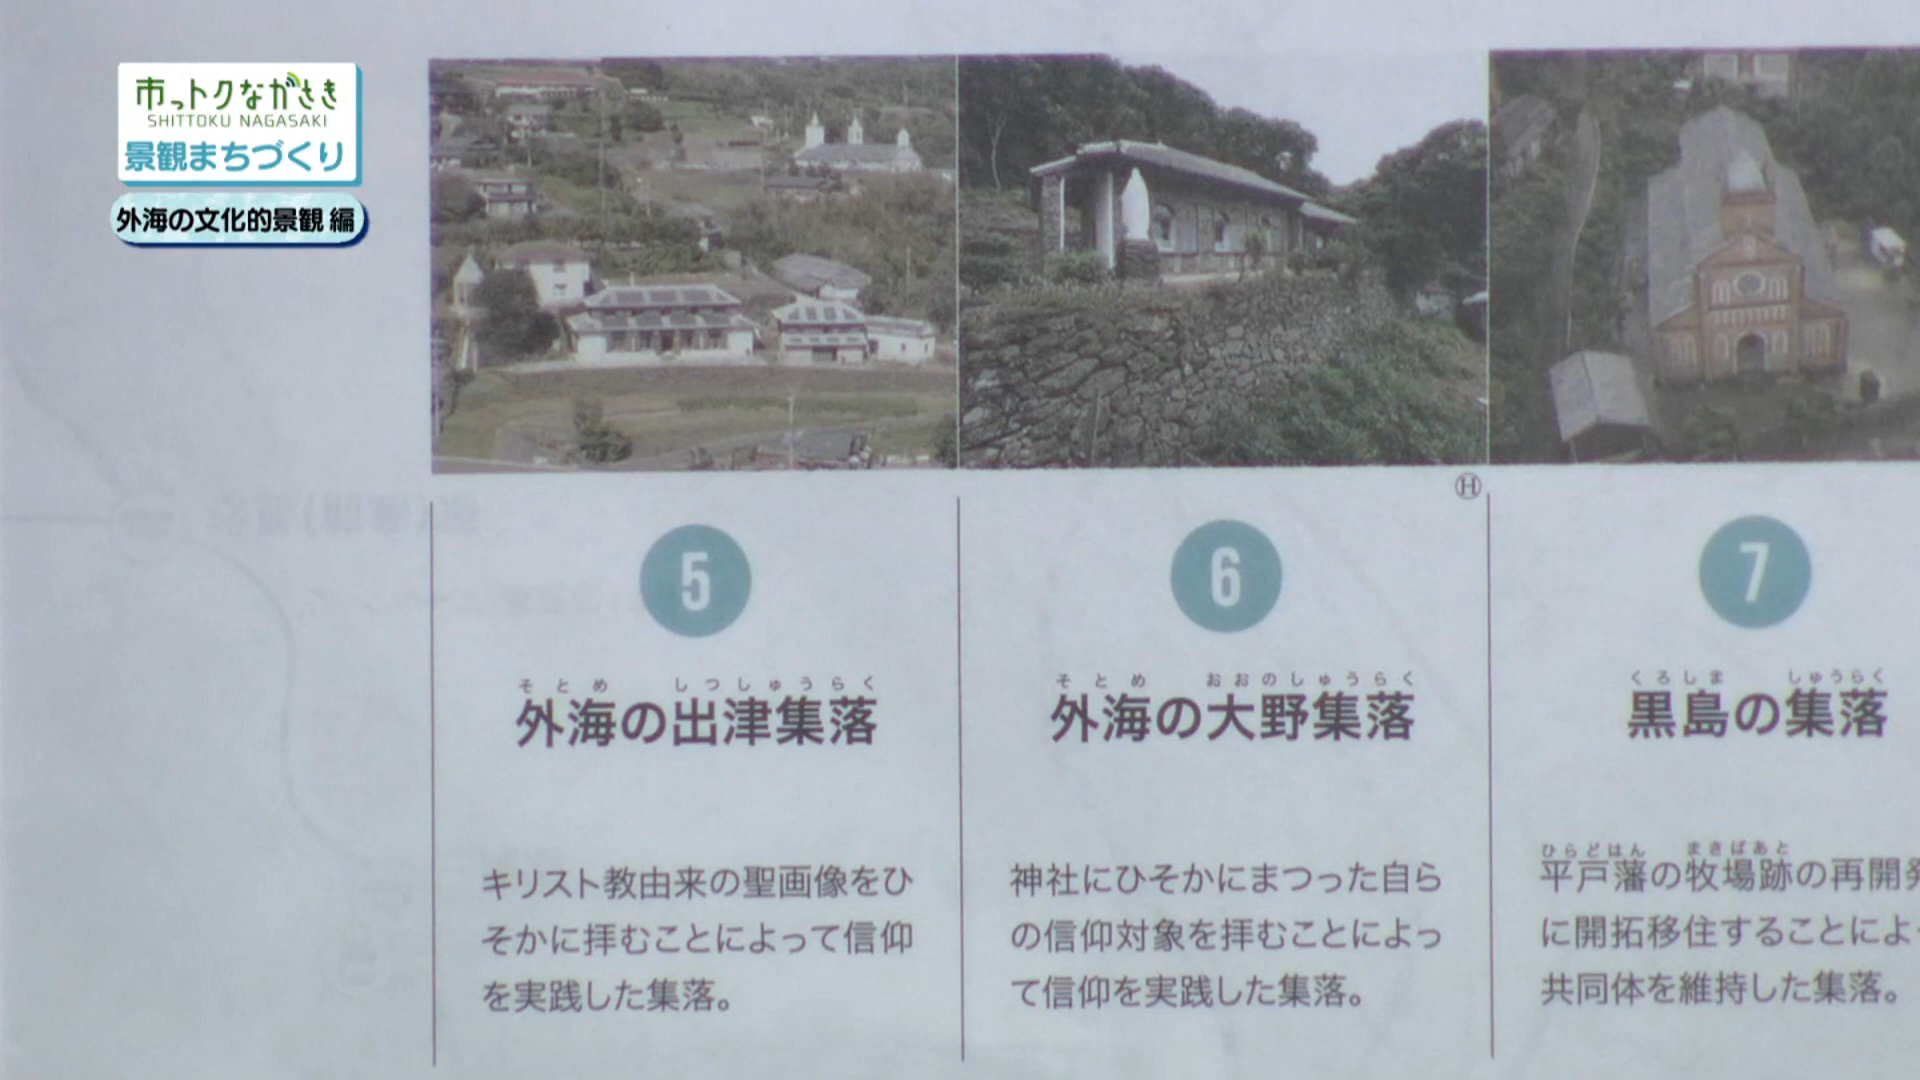 市っトクながさき
SHITTOKU NAGASAKI
景観まちづくり
外海の文化的景観 編
Ⓗ
5
そとめ しつしゅうらく
外海の出津集落
キリスト教由来の聖画像をひ
そかに拝むことによって信仰
を実践した集落。
6
そとめ おおのしゅうらく
外海の大野集落
神社にひそかにまつった自ら
の信仰対象を拝むことによっ
て信仰を実践した集落。
7
くろしま しゅうらく
黒島の集落
ひらどはん まきばあと
平戸藩の牧場跡の再開発
に開拓移住することによ
共同体を維持した集落。